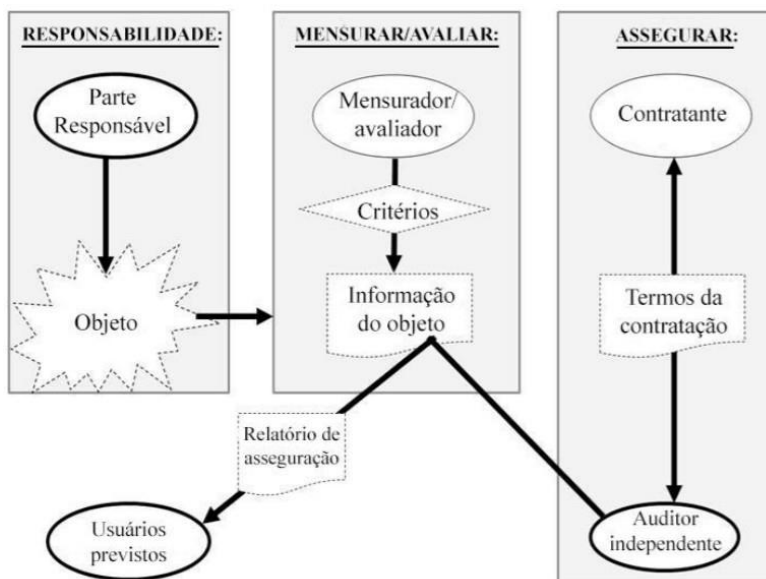 RESPONSABILIDADE:
Parte
Responsável
Objeto
MENSURAR/AVALIAR:
Mensurador/
avaliador
Critérios
Informação
do objeto
ASSEGURAR:
Contratante
Termos da
contratação
Relatório de
asseguração
Usuários
previstos
Auditor
independente